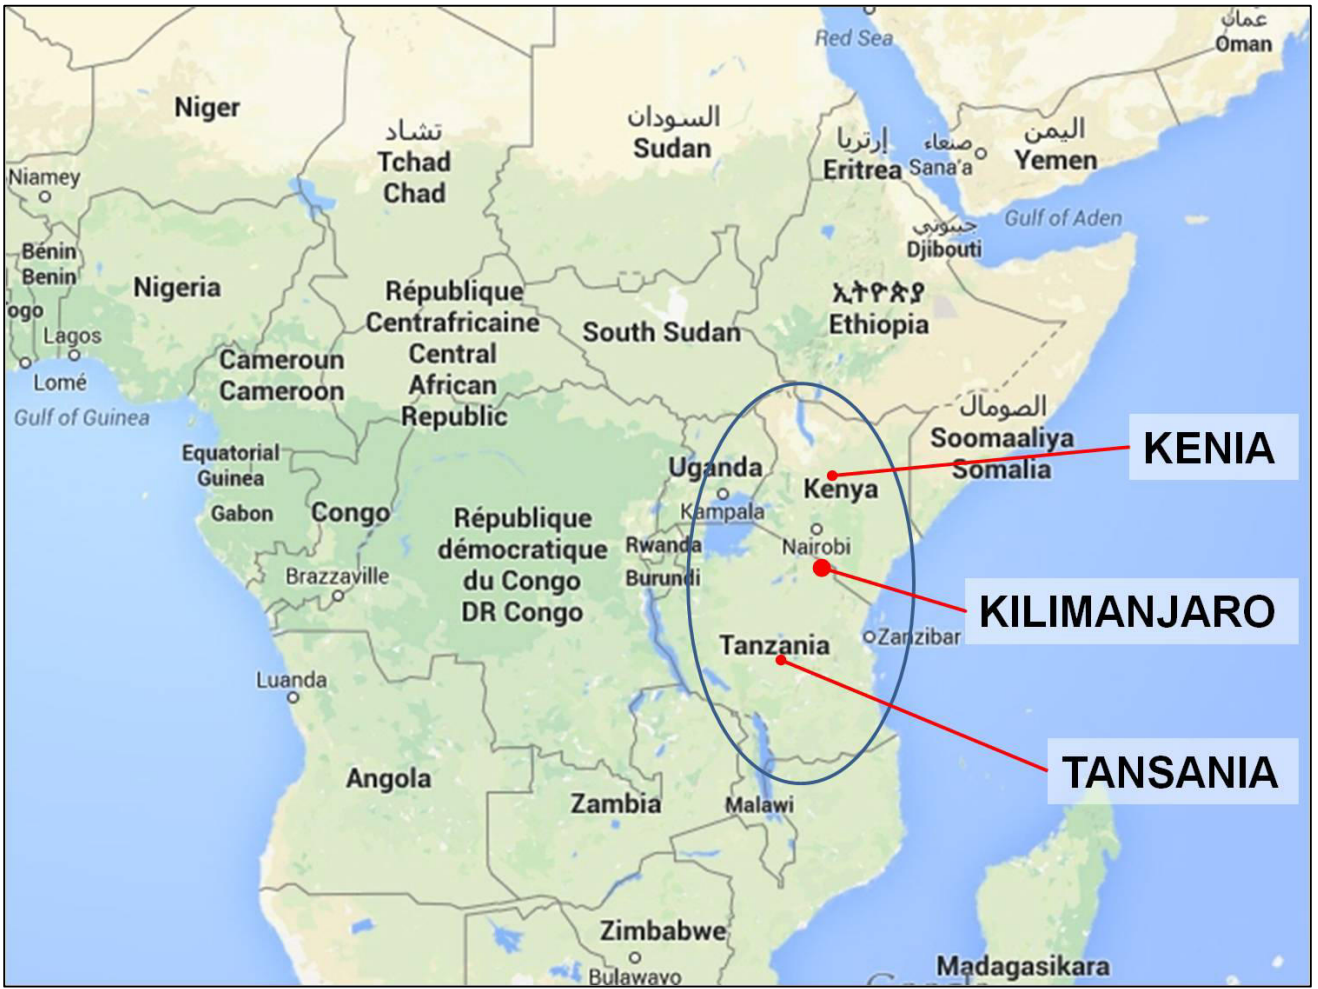 عمان
Oman
Red Sea
Niger
تشاد
Tchad
Chad
السودان
Sudan
إرتريا
Eritrea
صنعاء
Sana'a
اليمن
Yemen
Niamey
Gulf of Aden
جيبوتي
Djibouti
Bénin
Benin
Nigeria
ogo
Lagos
Lomé
Gulf of Guinea
République
Centrafricaine
Central
African
Republic
South Sudan
ኢትዮጵያ
Ethiopia
Cameroun
Cameroon
الصومال
Soomaaliya
Somalia
KENIA
Equatorial
Guinea
Gabon
Congo
Uganda
Kampala
Kenya
Nairobi
République
démocratique
du Congo
DR Congo
Rwanda
Burundi
Brazzaville
KILIMANJARO
Tanzania
Zanzibar
Luanda
TANSANIA
Angola
Zambia
Malawi
Zimbabwe
Bulawayo
Madagasikara